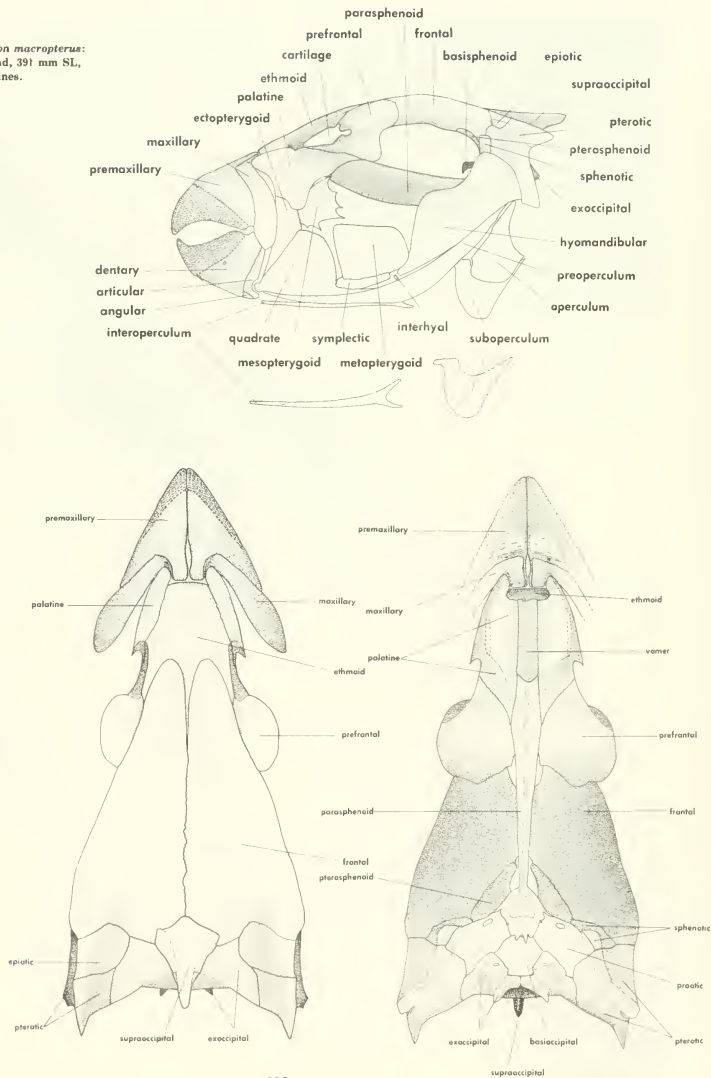 on macropterus:
nd, 391 mm SL,
ines.
parasphenoid
prefrontal
frontal
cartilage
basisphenoid
epiotic
ethmoid
supraoccipital
palatine
ectopterygoid
pterotic
maxillary
pterosphenoid
premaxillary
sphenotic
exoccipital
hyomandibular
dentary
preoperculum
articular
angular
operculum
interoperculum
interhyal
quadrate
symplectic
suboperculum
mesopterygoid
metapterygoid
premaxillary
palatine
maxillary
ethmoid
prefrontal
frontal
epiotic
pterotic
supraoccipital
exoccipital
premaxillary
maxillary
ethmoid
palatine
vomer
prefrontal
parasphenoid
frontal
pterosphenoid
sphenotic
prootic
exoccipital
basioccipital
pterotic
supraoccipital